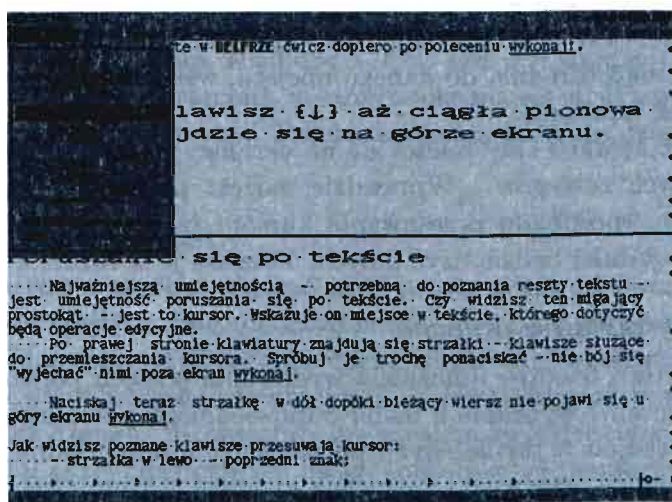 te w BELFRZE ćwicz dopiero po poleceniu wykonaj!.
lawisz {↓} aż ciągła pionowa
jdzie się na górze ekranu.
Poruszanie się po tekście
Najważniejszą umiejętnością - potrzebną do poznania reszty tekstu -
jest umiejętność poruszania się po tekście. Czy widzisz ten migający
prostokąt - jest to kursor. Wskazuje on miejsce w tekście, którego dotyczyć
będą operacje edycyjne.
Po prawej stronie klawiatury znajdują się strzałki - klawisze służące
do przemieszczania kursora. Spróbuj je trochę ponaciskać - nie bój się
"wyjechać" nimi poza ekran wykonaj.
Naciskaj teraz strzałkę w dół dopóki bieżący wiersz nie pojawi się u
góry ekranu wykonaj.
Jak widzisz poznane klawisze przesuwają kursor:
- strzałka w lewo - poprzedni znak;